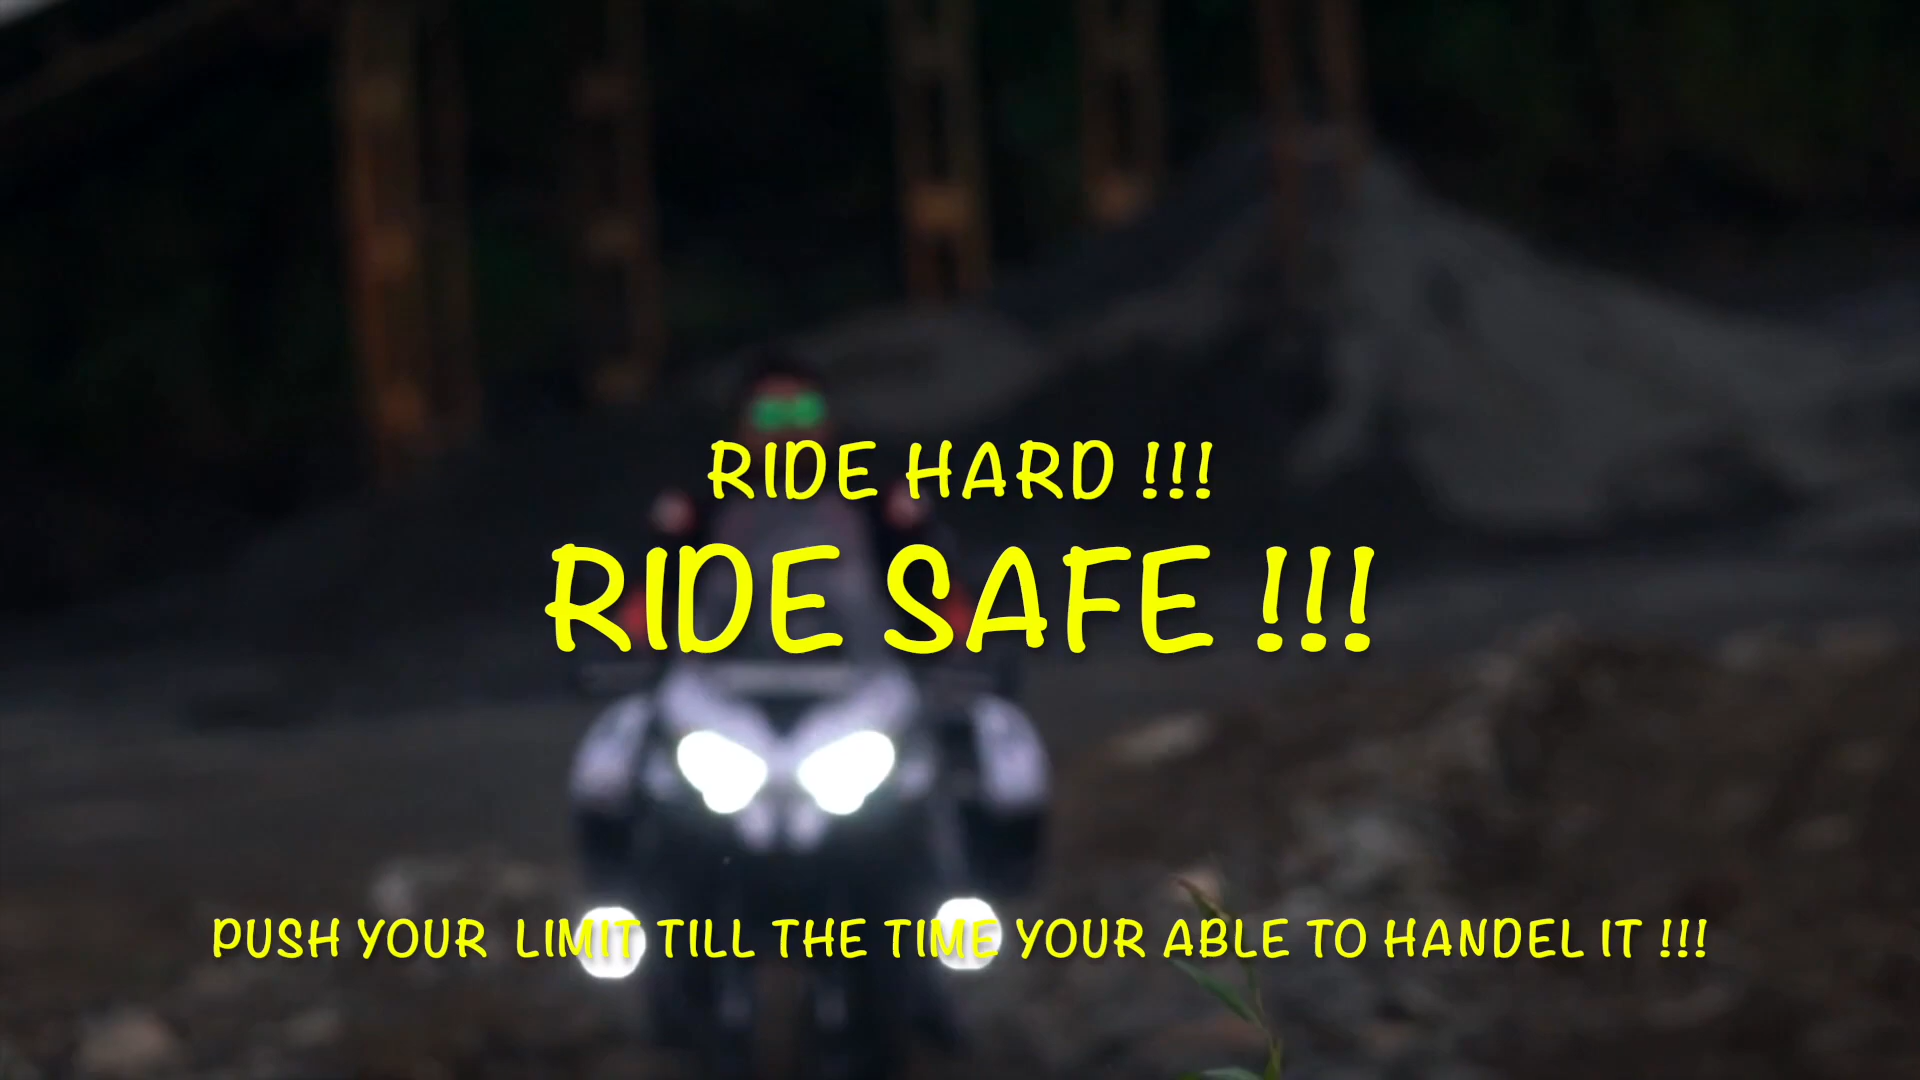 RIDE HARD !!!
RIDE SAFE !!!
PUSH YOUR LIMIT TILL THE TIME YOUR ABLE TO HANDEL IT !!!